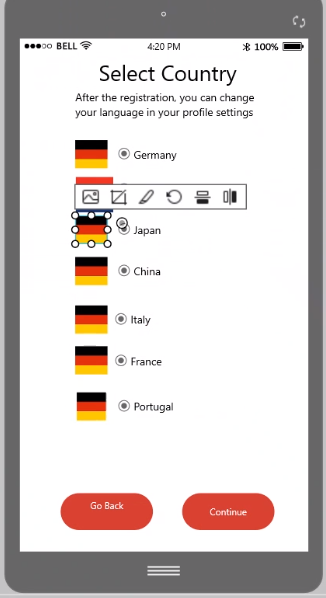 BELL 4:20 PM 100%
Select Country
After the registration, you can change
your language in your profile settings
Germany
Japan
China
Italy
France
Portugal
Go Back Continue